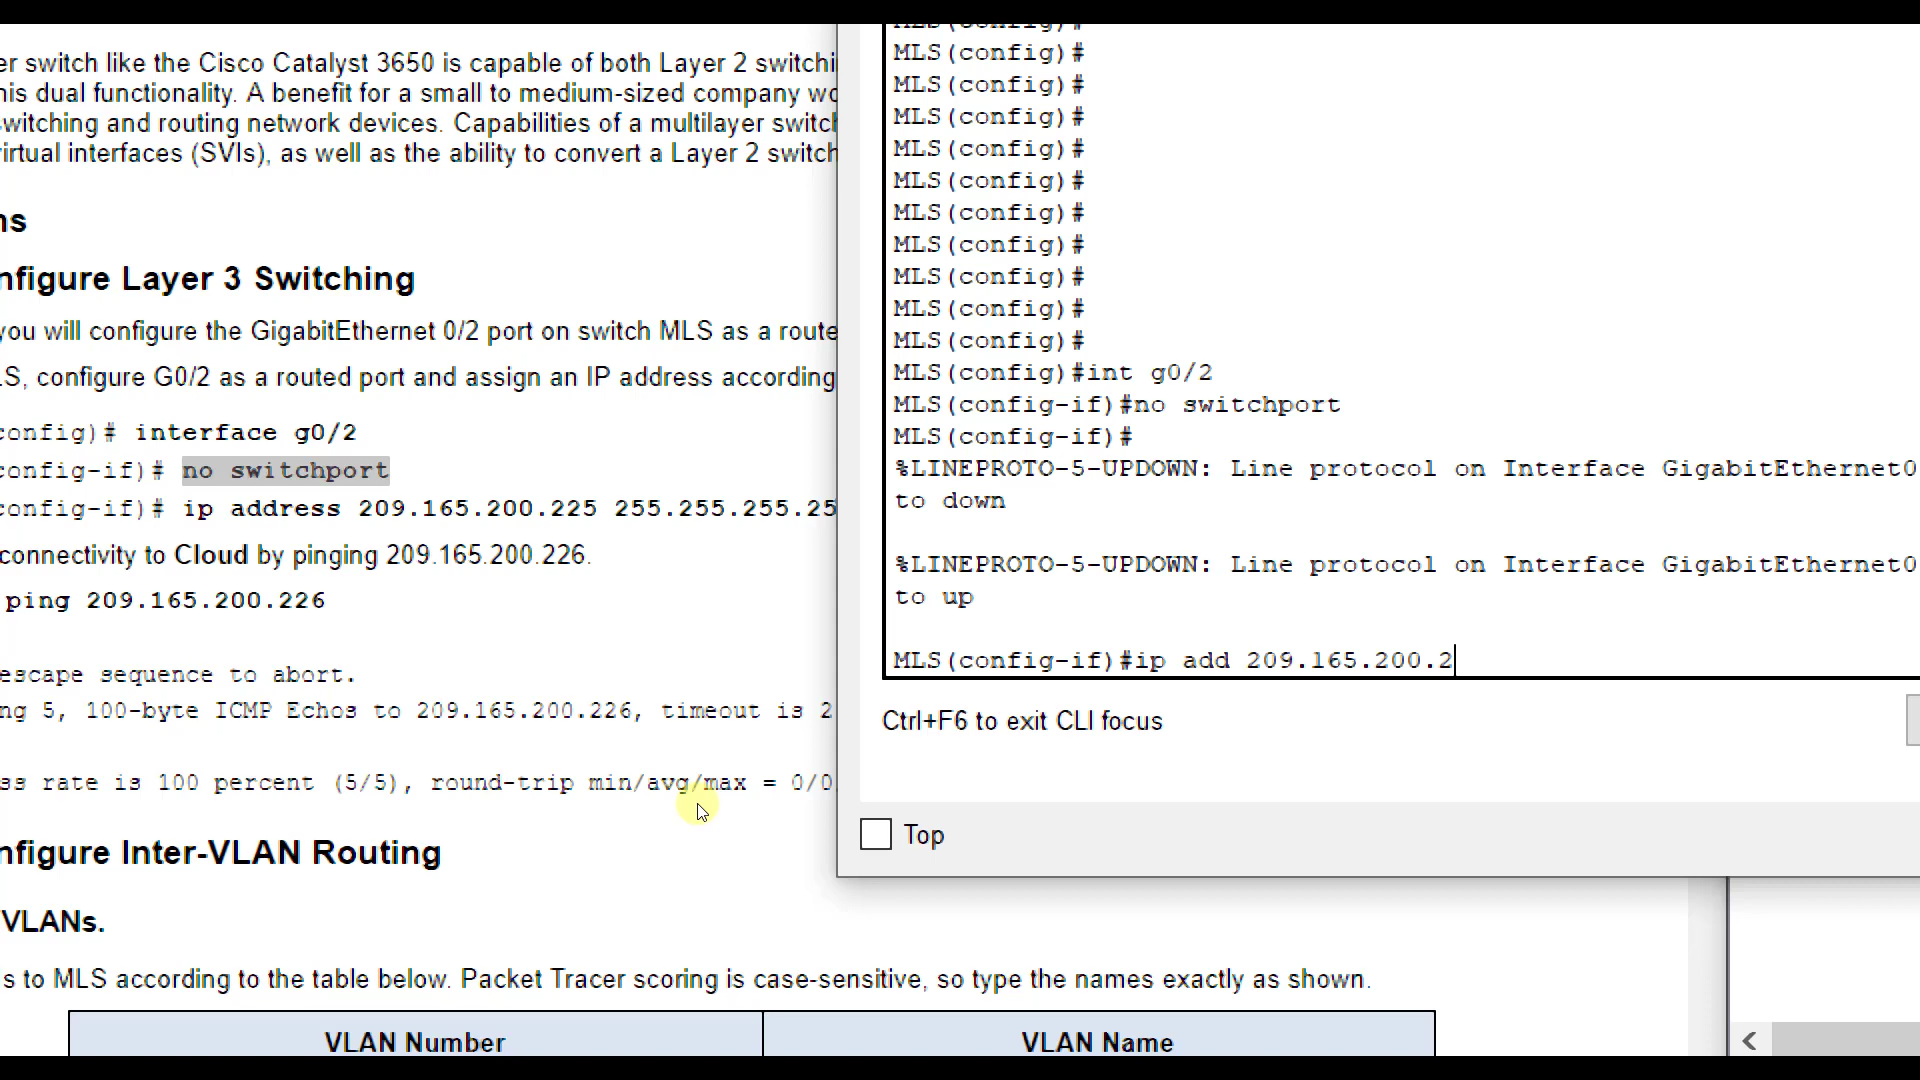 er switch like the Cisco Catalyst 3650 is capable of both Layer 2 switchi
his dual functionality. A benefit for a small to medium-sized company wo
switching and routing network devices. Capabilities of a multilayer switch
virtual interfaces (SVIs), as well as the ability to convert a Layer 2 switch
ns
nfigure Layer 3 Switching
you will configure the GigabitEthernet 0/2 port on switch MLS as a route
LS, configure G0/2 as a routed port and assign an IP address according
config)# interface g0/2
config-if)# no switchport
config-if)# ip address 209.165.200.225 255.255.255.25
connectivity to Cloud by pinging 209.165.200.226.
ping 209.165.200.226
escape sequence to abort.
ng 5, 100-byte ICMP Echos to 209.165.200.226, timeout is 2
ss rate is 100 percent (5/5), round-trip min/avg/max = 0/0
nfigure Inter-VLAN Routing
VLANs.
s to MLS according to the table below. Packet Tracer scoring is case-sensitive, so type the names exactly as shown.
VLAN Number
VLAN Name
MLS(config)#
MLS(config)#
MLS(config)#
MLS(config)#
MLS(config)#
MLS(config)#
MLS(config)#
MLS(config)#
MLS(config)#
MLS(config)#
MLS(config)#
MLS(config)#int g0/2
MLS(config-if)#no switchport
MLS(config-if)#
%LINEPROTO-5-UPDOWN: Line protocol on Interface GigabitEthernet0
to down
%LINEPROTO-5-UPDOWN: Line protocol on Interface GigabitEthernet0
to up
MLS(config-if)#ip add 209.165.200.2
Ctrl+F6 to exit CLI focus
Top